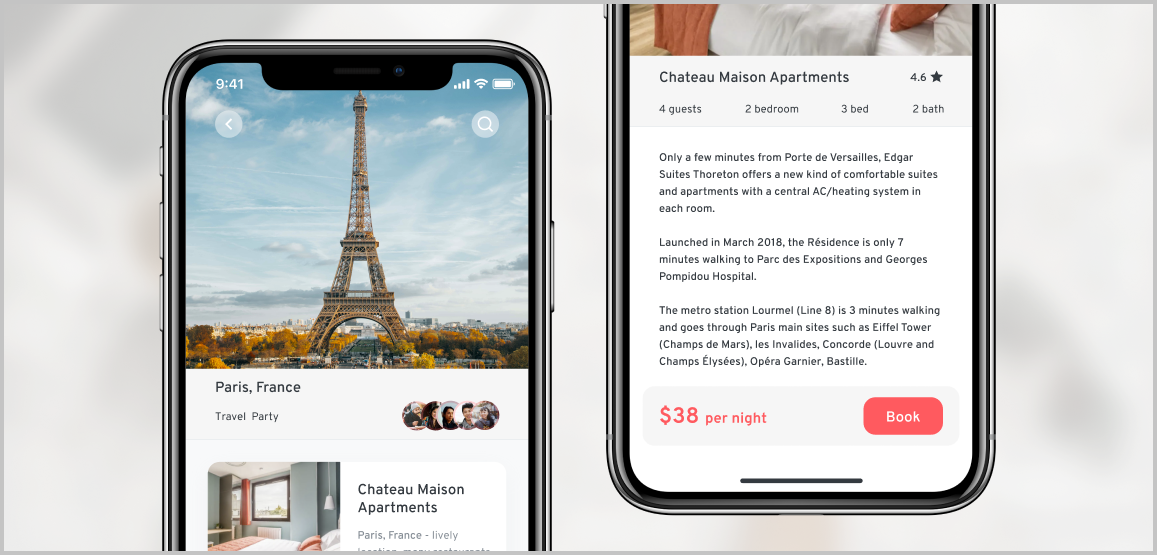 9:41
Paris, France
Travel Party
Chateau Maison
Apartments
Paris, France - lively
location, many restaurants
Chateau Maison Apartments
4.6
4 guests 2 bedroom 3 bed 2 bath
Only a few minutes from Porte de Versailles, Edgar
Suites Thoreton offers a new kind of comfortable suites
and apartments with a central AC/heating system in
each room.
Launched in March 2018, the Résidence is only 7
minutes walking to Parc des Expositions and Georges
Pompidou Hospital.
The metro station Lourmel (Line 8) is 3 minutes walking
and goes through Paris main sites such as Eiffel Tower
(Champs de Mars), les Invalides, Concorde (Louvre and
Champs Élysées), Opéra Garnier, Bastille.
$38 per night
Book